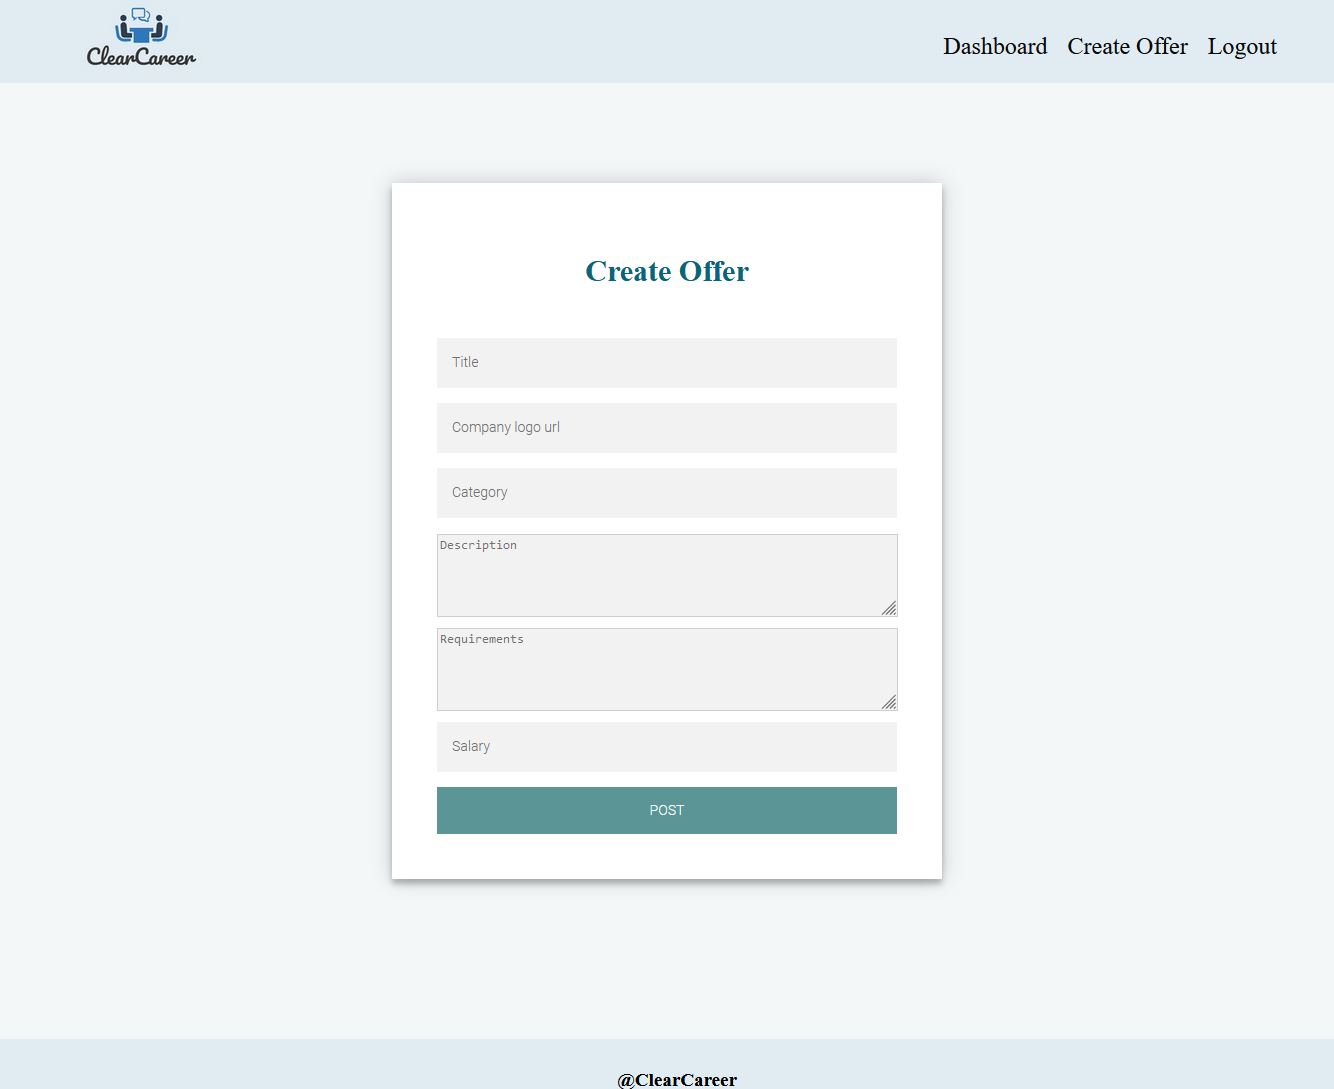 ClearCareer
Dashboard Create Offer Logout
Create Offer
Title
Company logo url
Category
Description
Requirements
Salary
POST
@ClearCareer